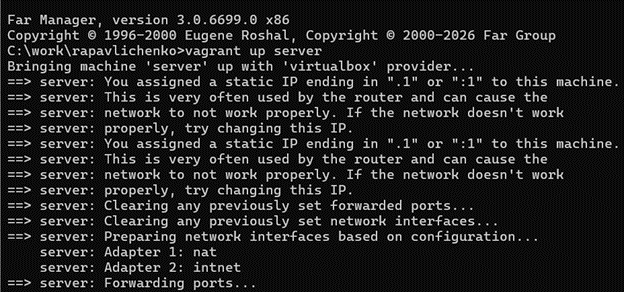 Far Manager, version 3.0.6699.0 x86
Copyright © 1996-2000 Eugene Roshal, Copyright © 2000-2026 Far Group
C:\work\rapavlichenko>vagrant up server
Bringing machine 'server' up with 'virtualbox' provider...
==> server: You assigned a static IP ending in ".1" or ":1" to this machine.
==> server: This is very often used by the router and can cause the
==> server: network to not work properly. If the network doesn't work
==> server: properly, try changing this IP.
==> server: You assigned a static IP ending in ".1" or ":1" to this machine.
==> server: This is very often used by the router and can cause the
==> server: network to not work properly. If the network doesn't work
==> server: properly, try changing this IP.
==> server: Clearing any previously set forwarded ports...
==> server: Clearing any previously set network interfaces...
==> server: Preparing network interfaces based on configuration...
    server: Adapter 1: nat
    server: Adapter 2: intnet
==> server: Forwarding ports...